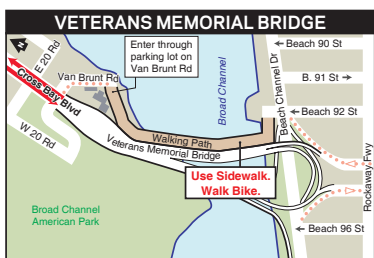 VETERANS MEMORIAL BRIDGE
N
E 20 Rd
Enter through
parking lot on
Van Brunt Rd
Beach 90 St
Van Brunt Rd
Cross Bay Blvd
Broad Channel
Beach Channel Dr
B. 91 St
Beach 92 St
W 20 Rd
Walking Path
Veterans Memorial Bridge
Use Sidewalk.
Walk Bike.
Rockaway Fwy
Broad Channel
American Park
Beach 96 St